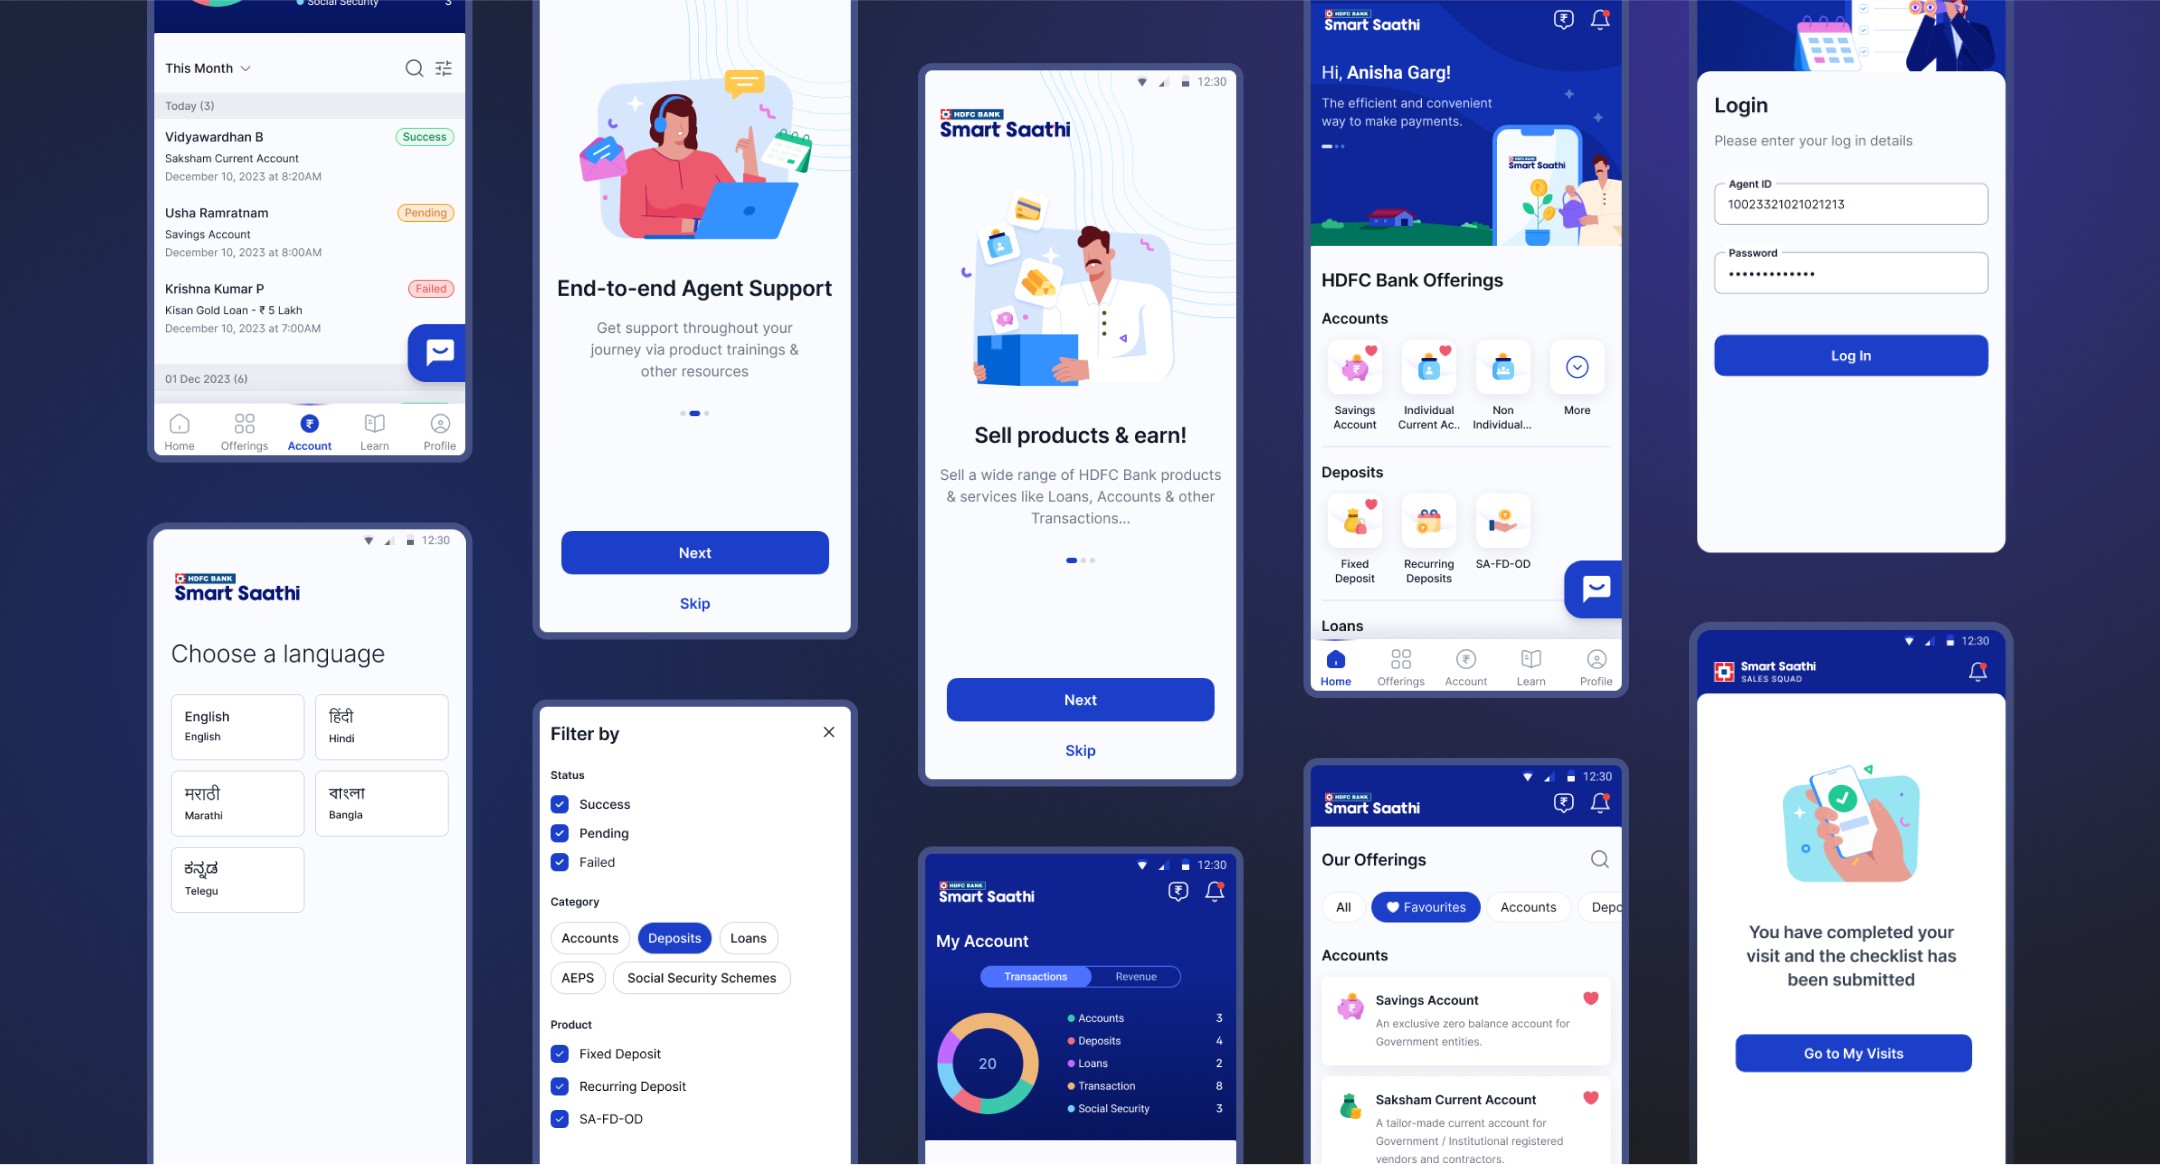 Social Security 3
This Month
Today (3)
Vidyawardhan B Success
Saksham Current Account
December 10, 2023 at 8:20AM
Usha Ramratnam Pending
Savings Account
December 10, 2023 at 8:00AM
Krishna Kumar P Failed
Kisan Gold Loan - ₹ 5 Lakh
December 10, 2023 at 7:00AM
01 Dec 2023 (6)
Home Offerings Account Learn Profile
12:30
HDFC BANK
Smart Saathi
Choose a language
English
English
हिंदी
Hindi
मराठी
Marathi
বাংলা
Bangla
ಕನ್ನಡ
Telegu
End-to-end Agent Support
Get support throughout your
journey via product trainings &
other resources
Next
Skip
Filter by
Status
Success
Pending
Failed
Category
Accounts Deposits Loans
AEPS Social Security Schemes
Product
Fixed Deposit
Recurring Deposit
SA-FD-OD
12:30
HDFC BANK
Smart Saathi
Sell products & earn!
Sell a wide range of HDFC Bank products
& services like Loans, Accounts & other
Transactions...
Next
Skip
12:30
HDFC BANK
Smart Saathi
My Account
Transactions Revenue
20
Accounts 3
Deposits 4
Loans 2
Transaction 8
Social Security 3
HDFC BANK
Smart Saathi
Hi, Anisha Garg!
The efficient and convenient
way to make payments.
HDFC BANK
Smart Saathi
HDFC Bank Offerings
Accounts
Savings
Account
Individual
Current Ac..
Non
Individual...
More
Deposits
Fixed
Deposit
Recurring
Deposits
SA-FD-OD
Loans
Home Offerings Account Learn Profile
12:30
HDFC BANK
Smart Saathi
Our Offerings
All Favourites Accounts Depo
Accounts
Savings Account
An exclusive zero balance account for
Government entities.
Saksham Current Account
A tailor-made current account for
Government / Institutional registered
vendors and contractors.
Login
Please enter your log in details
Agent ID
10023321021021213
Password
Log In
12:30
Smart Saathi
SALES SQUAD
You have completed your
visit and the checklist has
been submitted
Go to My Visits